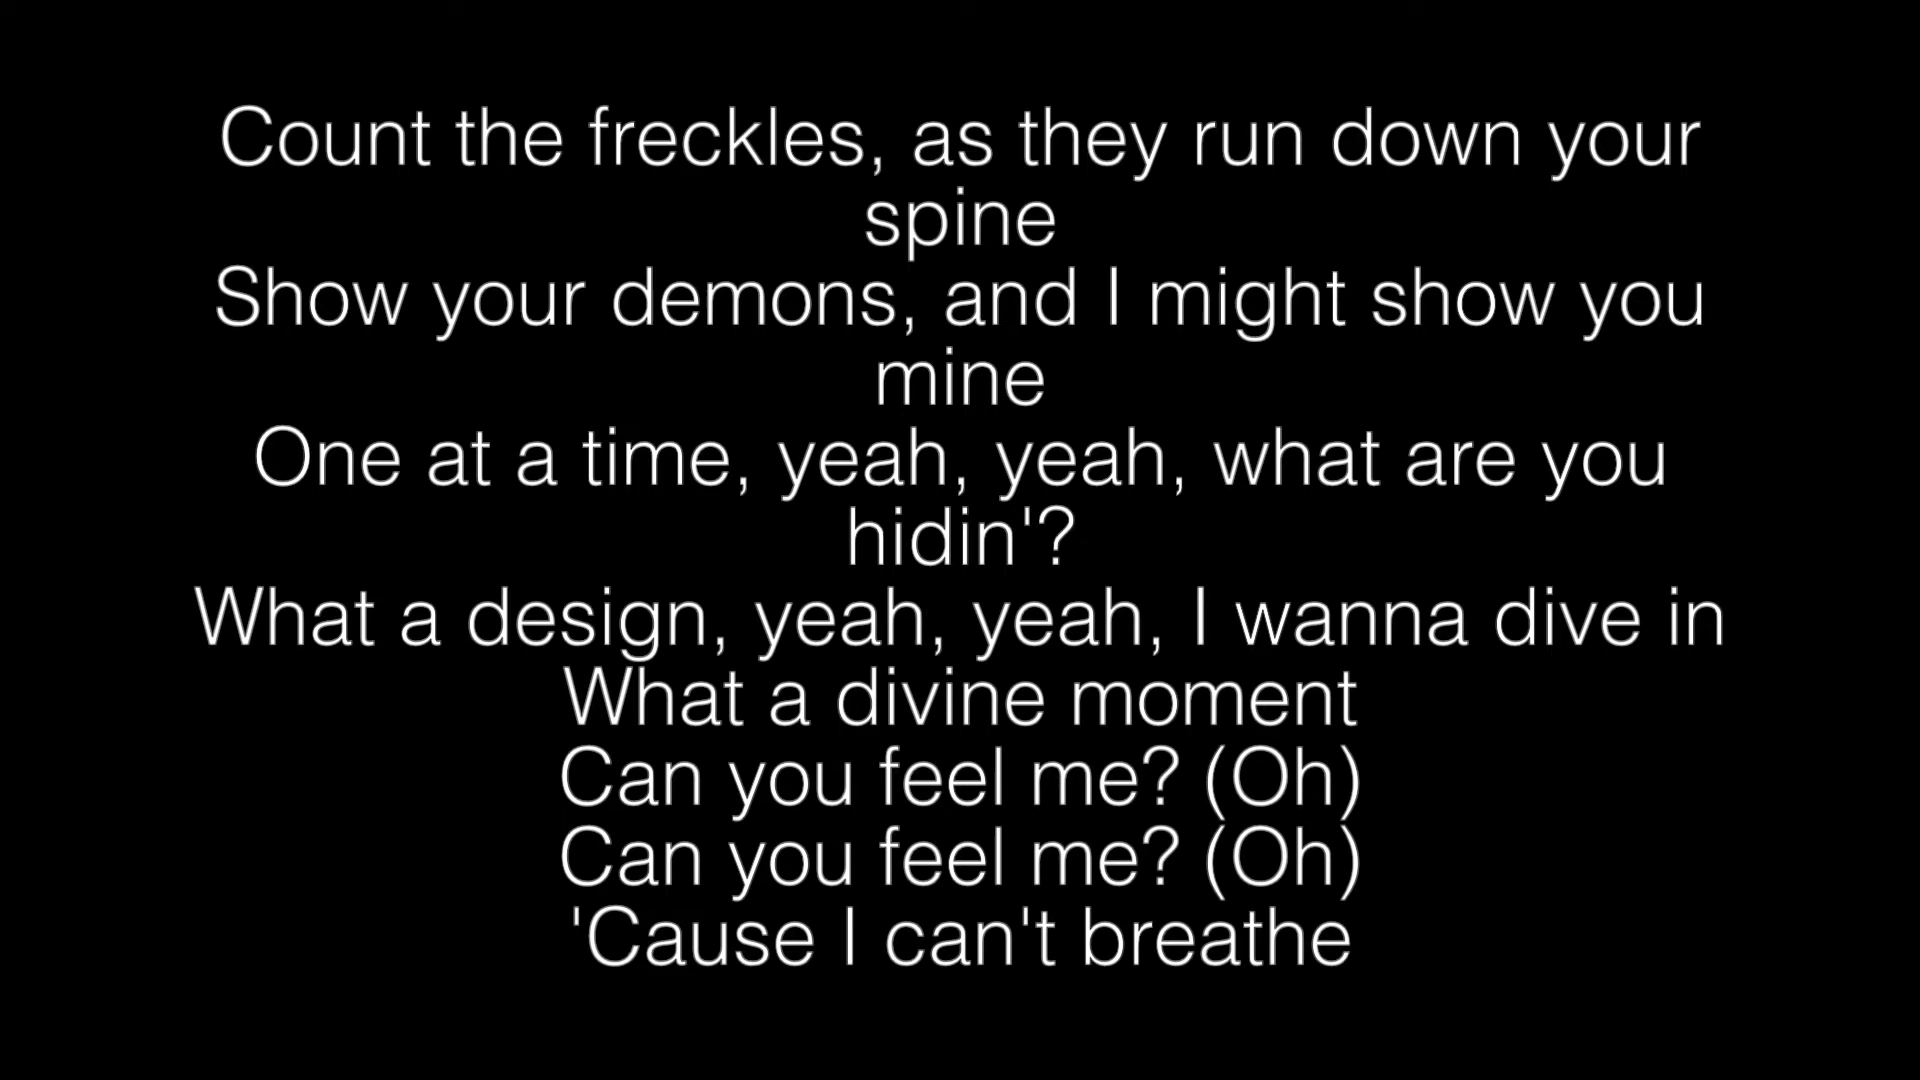 Count the freckles, as they run down your
spine
Show your demons, and I might show you
mine
One at a time, yeah, yeah, what are you
hidin'?
What a design, yeah, yeah, I wanna dive in
What a divine moment
Can you feel me? (Oh)
Can you feel me? (Oh)
'Cause I can't breathe